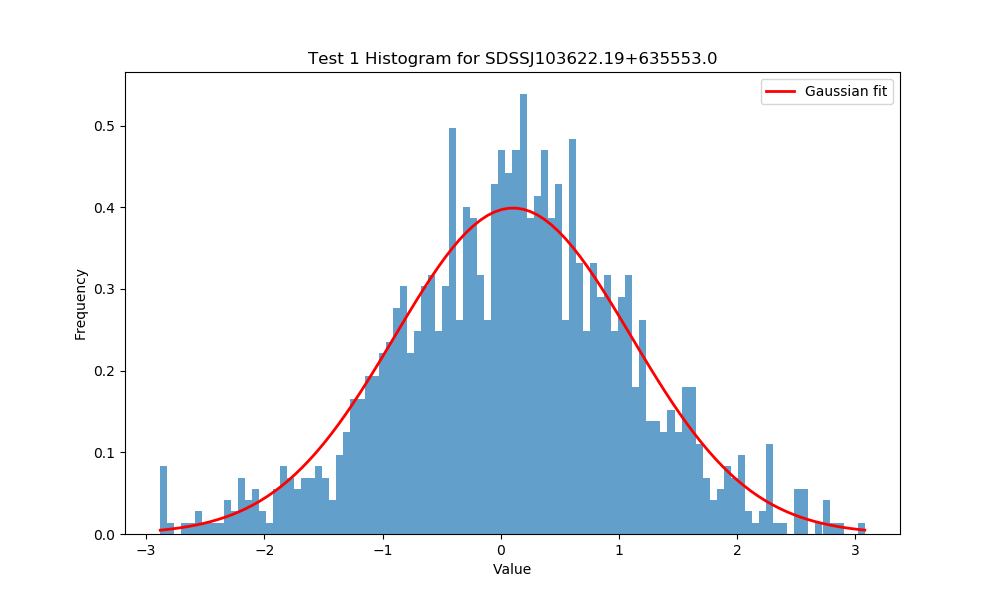 Test 1 Histogram for SDSSJ103622.19+635553.0
Gaussian fit
Frequency
0.5
0.4
0.3
0.2
0.1
0.0
−3 −2 −1 0 1 2 3
Value